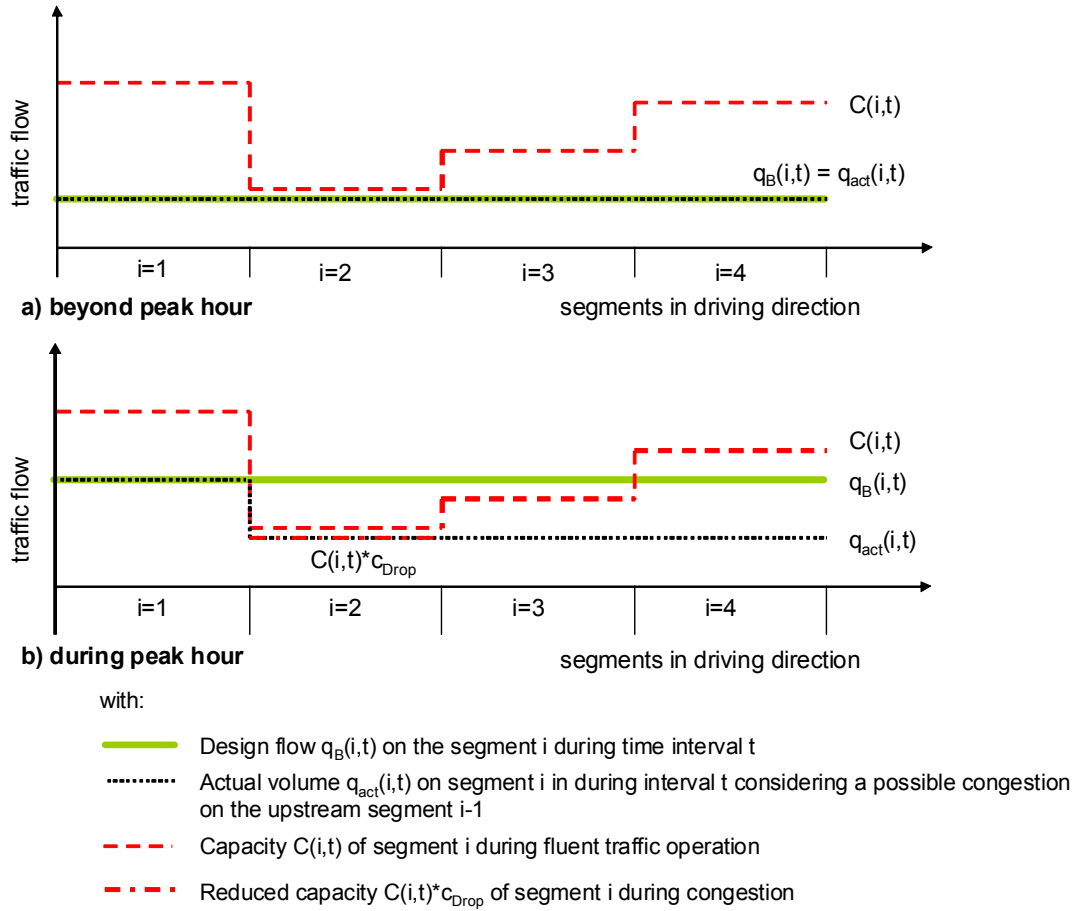 traffic flow
C(i,t)
q_B(i,t) = q_act(i,t)
i=1 i=2 i=3 i=4
a) beyond peak hour segments in driving direction
traffic flow
C(i,t)
q_B(i,t)
q_act(i,t)
C(i,t)*c_Drop
i=1 i=2 i=3 i=4
b) during peak hour segments in driving direction
with:
Design flow q_B(i,t) on the segment i during time interval t
Actual volume q_act(i,t) on segment i in during interval t considering a possible congestion
on the upstream segment i-1
Capacity C(i,t) of segment i during fluent traffic operation
Reduced capacity C(i,t)*c_Drop of segment i during congestion